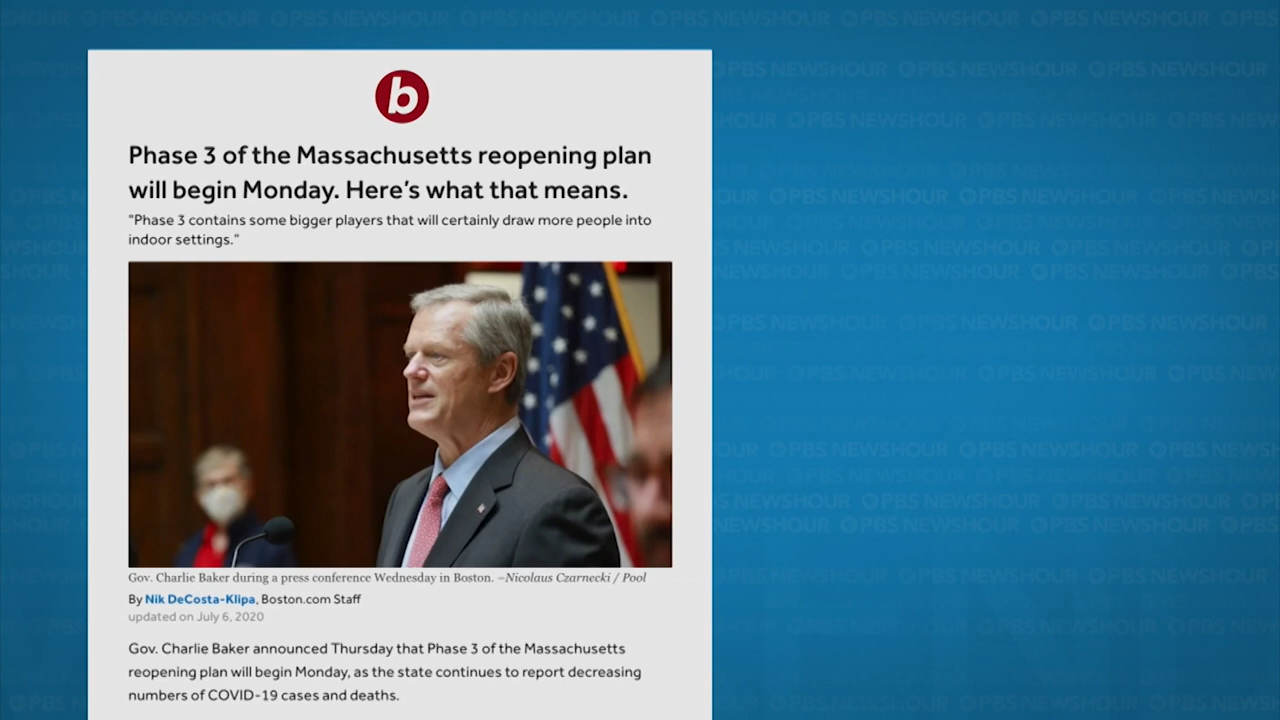 PBS NEWSHOUR
b
Phase 3 of the Massachusetts reopening plan
will begin Monday. Here's what that means.
"Phase 3 contains some bigger players that will certainly draw more people into
indoor settings."
Gov. Charlie Baker during a press conference Wednesday in Boston. –Nicolaus Czarnecki / Pool
By Nik DeCosta-Klipa, Boston.com Staff
updated on July 6, 2020
Gov. Charlie Baker announced Thursday that Phase 3 of the Massachusetts
reopening plan will begin Monday, as the state continues to report decreasing
numbers of COVID-19 cases and deaths.